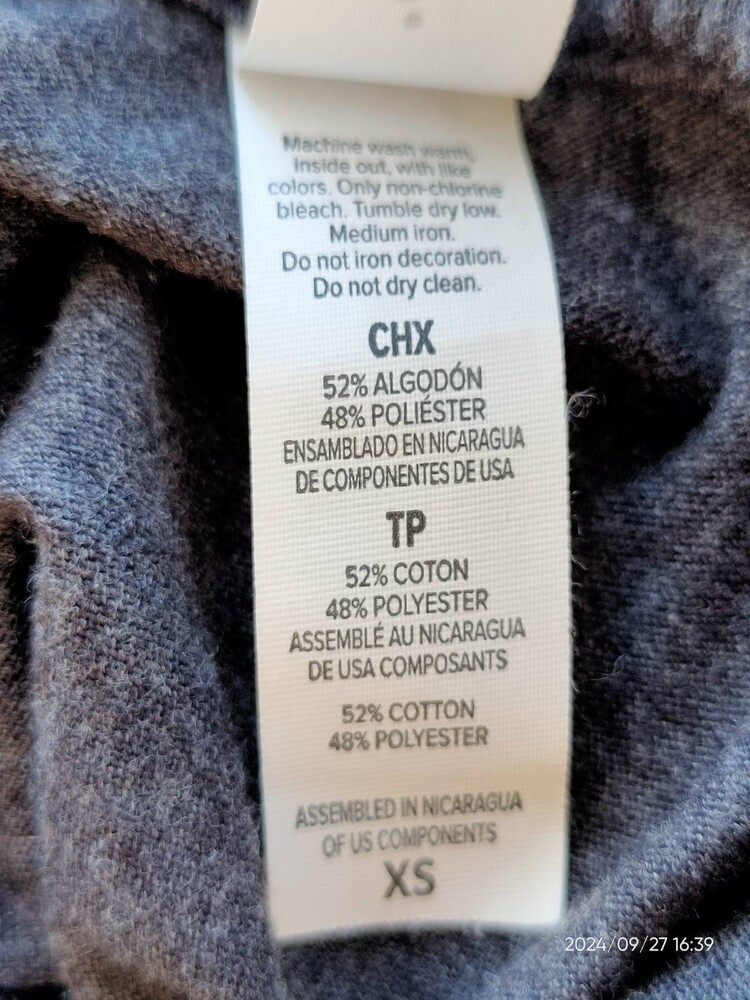 Machine wash warm,
inside out, with like
colors. Only non-chlorine
bleach. Tumble dry low.
Medium iron.
Do not iron decoration.
Do not dry clean.
CHX
52% ALGODÓN
48% POLIÉSTER
ENSAMBLADO EN NICARAGUA
DE COMPONENTES DE USA
TP
52% COTON
48% POLYESTER
ASSEMBLÉ AU NICARAGUA
DE USA COMPOSANTS
52% COTTON
48% POLYESTER
ASSEMBLED IN NICARAGUA
OF US COMPONENTS
XS
2024/09/27 16:39